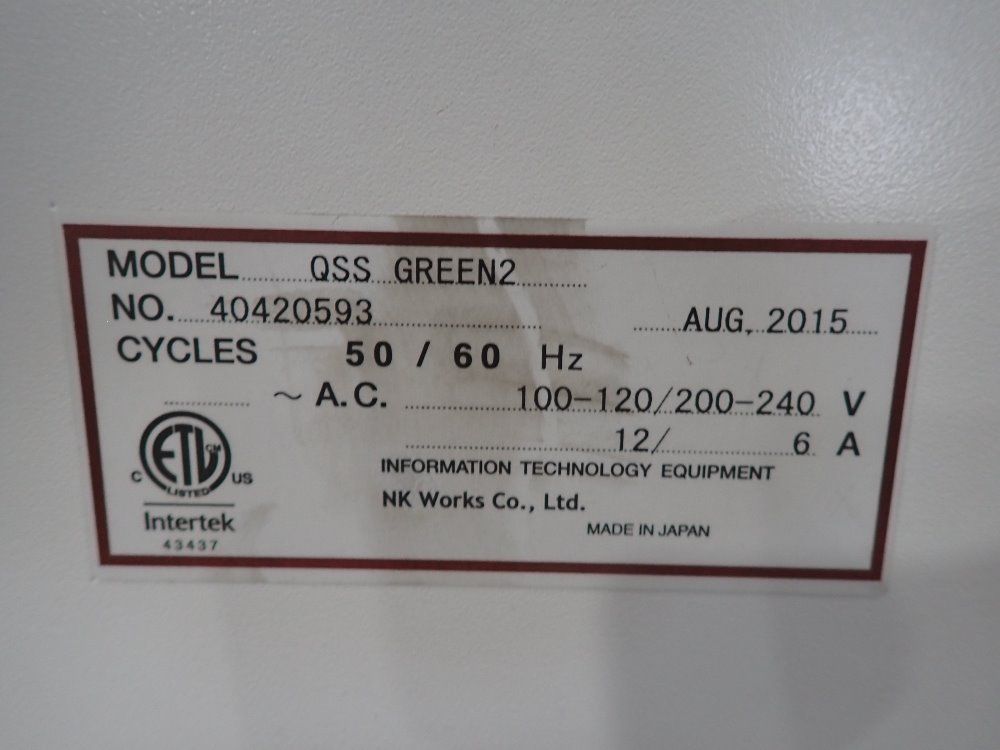 MODEL QSS GREEN2
NO. 40420593 AUG, 2015
CYCLES 50 / 60 Hz
~ A.C. 100-120/200-240 V
12/ 6 A
ETL CM
LISTED
C US
Intertek
43437
INFORMATION TECHNOLOGY EQUIPMENT
NK Works Co., Ltd.
MADE IN JAPAN